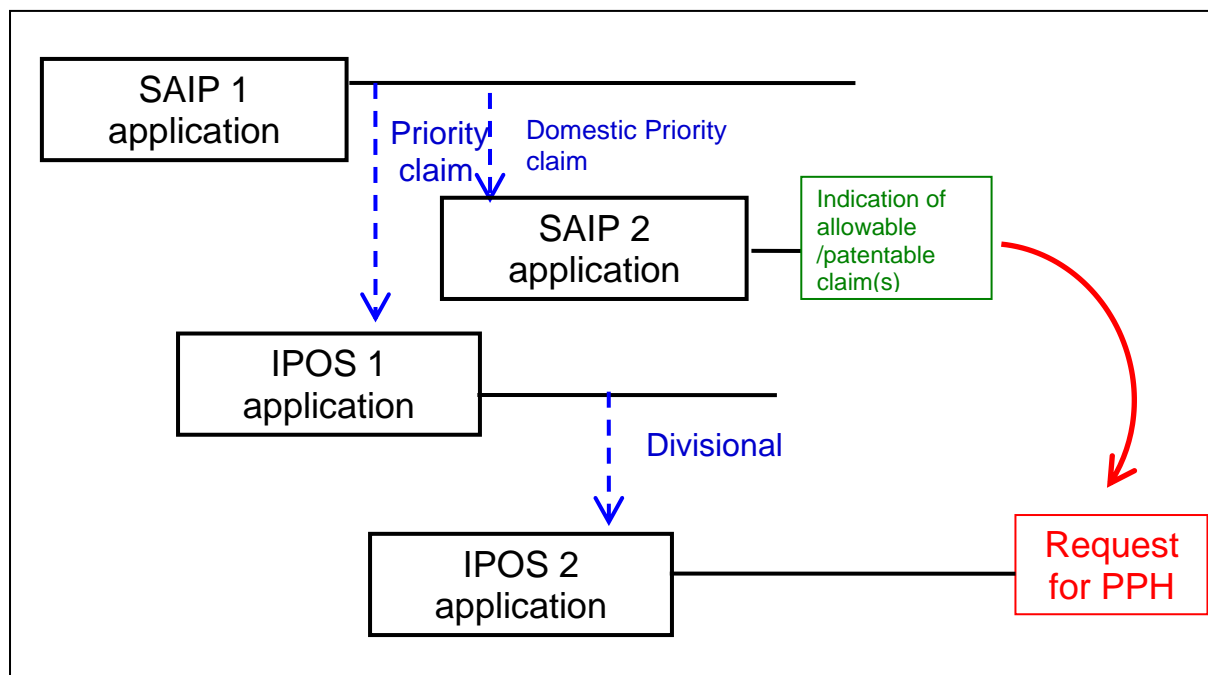 SAIP 1
application
Priority
claim
Domestic Priority
claim
SAIP 2
application
Indication of
allowable
/patentable
claim(s)
IPOS 1
application
Divisional
IPOS 2
application
Request
for PPH